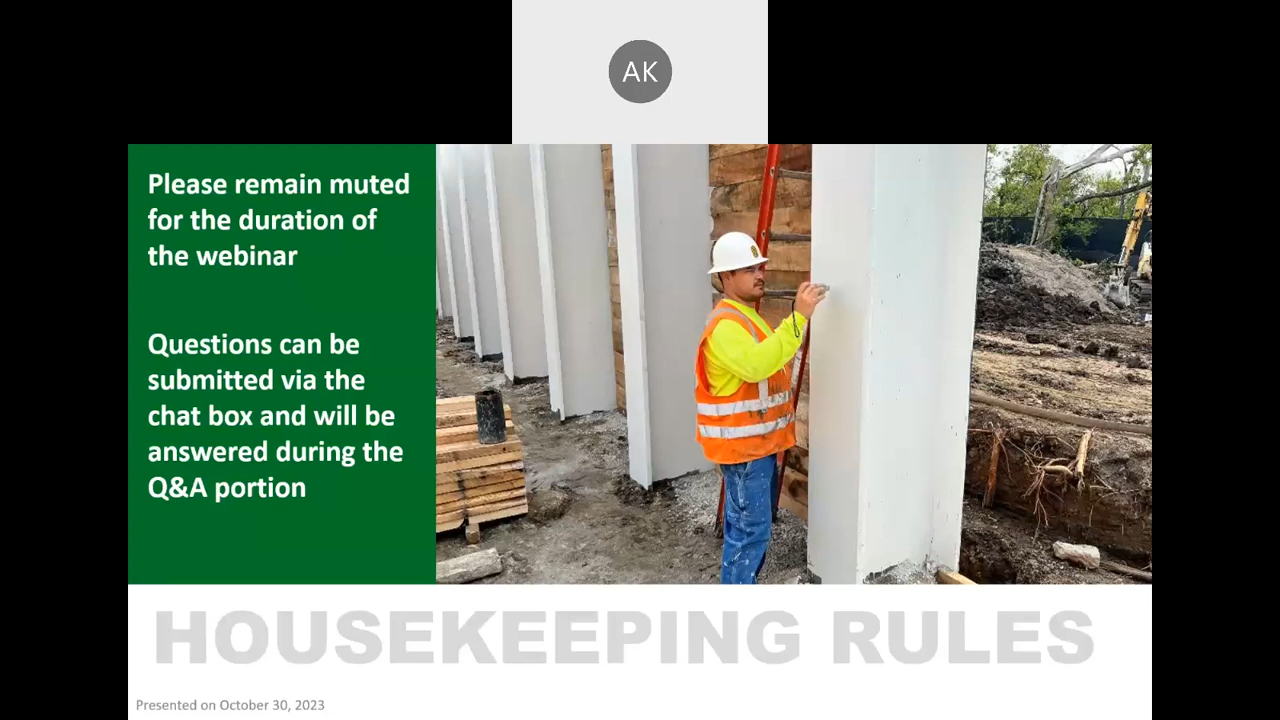 AK
Please remain muted
for the duration of
the webinar
Questions can be
submitted via the
chat box and will be
answered during the
Q&A portion
HOUSEKEEPING RULES
Presented on October 30, 2023